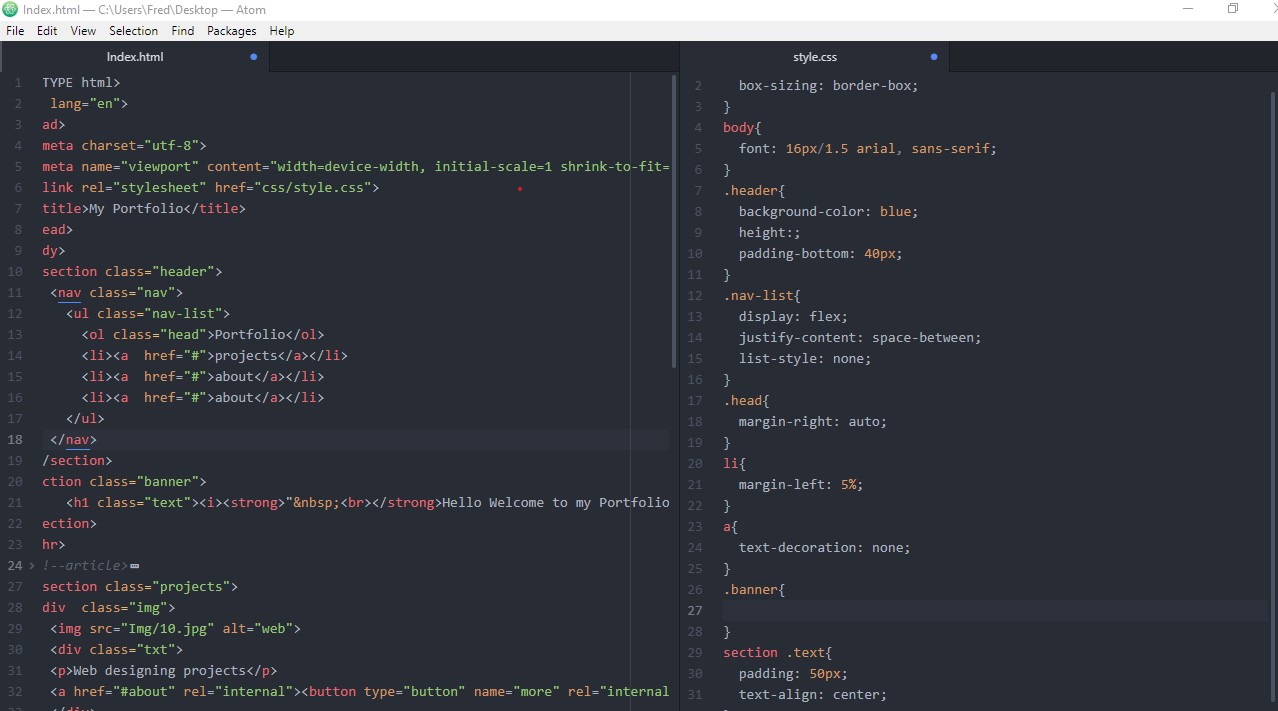 Index.html — C:\Users\Fred\Desktop — Atom
File Edit View Selection Find Packages Help
Index.html
1 TYPE html>
2 lang="en">
3 ad>
4 meta charset="utf-8">
5 meta name="viewport" content="width=device-width, initial-scale=1 shrink-to-fit=
6 link rel="stylesheet" href="css/style.css">
7 title>My Portfolio</title>
8 ead>
9 dy>
10 section class="header">
11 <nav class="nav">
12 <ul class="nav-list">
13 <ol class="head">Portfolio</ol>
14 <li><a  href="#">projects</a></li>
15 <li><a  href="#">about</a></li>
16 <li><a  href="#">about</a></li>
17 </ul>
18 </nav>
19 /section>
20 ction class="banner">
21 <h1 class="text"><i><strong>"&nbsp;<br></strong>Hello Welcome to my Portfolio
22 ection>
23 hr>
24 !--article>
27 section class="projects">
28 div  class="img">
29 <img src="Img/10.jpg" alt="web">
30 <div class="txt">
31 <p>Web designing projects</p>
32 <a href="#about" rel="internal"><button type="button" name="more" rel="internal
33 </div>
style.css
2 box-sizing: border-box;
3 }
4 body{
5 font: 16px/1.5 arial, sans-serif;
6 }
7 .header{
8 background-color: blue;
9 height:;
10 padding-bottom: 40px;
11 }
12 .nav-list{
13 display: flex;
14 justify-content: space-between;
15 list-style: none;
16 }
17 .head{
18 margin-right: auto;
19 }
20 li{
21 margin-left: 5%;
22 }
23 a{
24 text-decoration: none;
25 }
26 .banner{
27
28 }
29 section .text{
30 padding: 50px;
31 text-align: center;